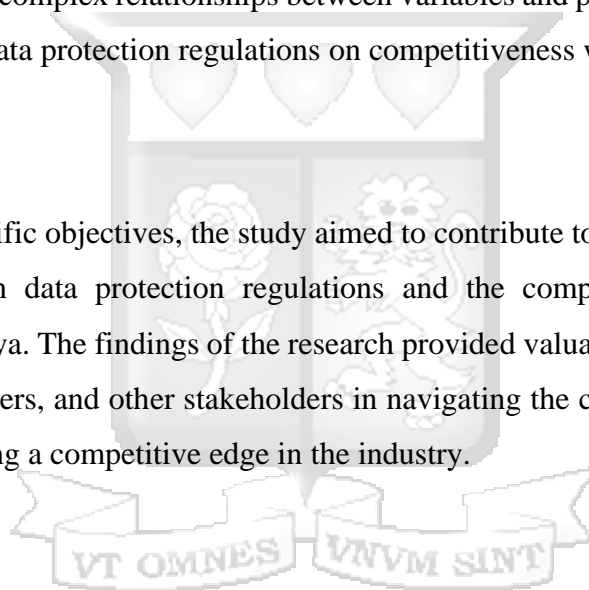 complex relationships between variables and p
ata protection regulations on competitiveness v
ific objectives, the study aimed to contribute to
n data protection regulations and the comp
ya. The findings of the research provided valua
ers, and other stakeholders in navigating the c
ng a competitive edge in the industry.
VT OMNES VNVM SINT